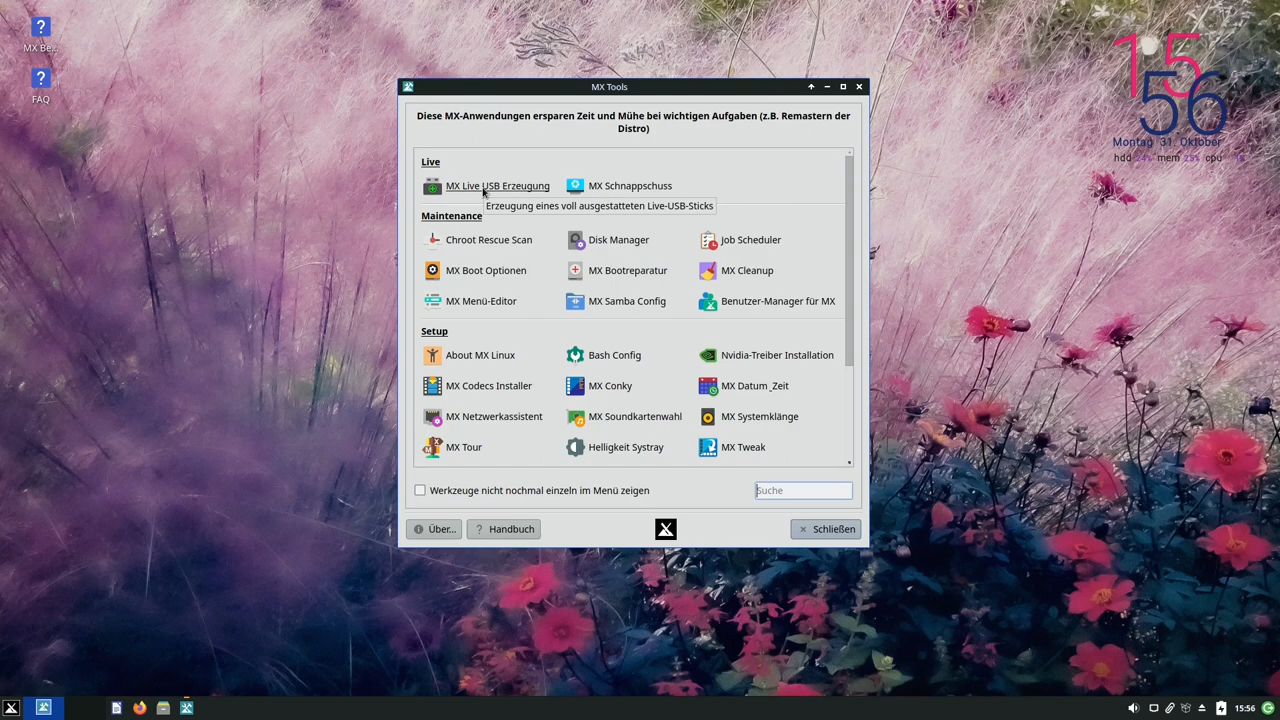 MX Be...
FAQ
MX Tools
Diese MX-Anwendungen ersparen Zeit und Mühe bei wichtigen Aufgaben (z.B. Remastern der
Distro)
Live
MX Live USB Erzeugung
MX Schnappschuss
Erzeugung eines voll ausgestatteten Live-USB-Sticks
Maintenance
Chroot Rescue Scan
Disk Manager
Job Scheduler
MX Boot Optionen
MX Bootreparatur
MX Cleanup
MX Menü-Editor
MX Samba Config
Benutzer-Manager für MX
Setup
About MX Linux
Bash Config
Nvidia-Treiber Installation
MX Codecs Installer
MX Conky
MX Datum_Zeit
MX Netzwerkassistent
MX Soundkartenwahl
MX Systemklänge
MX Tour
Helligkeit Systray
MX Tweak
Werkzeuge nicht nochmal einzeln im Menü zeigen
Suche
Über...
? Handbuch
Schließen
15
56
Montag 31. Oktober
hdd 24% mem 25% cpu
15:56